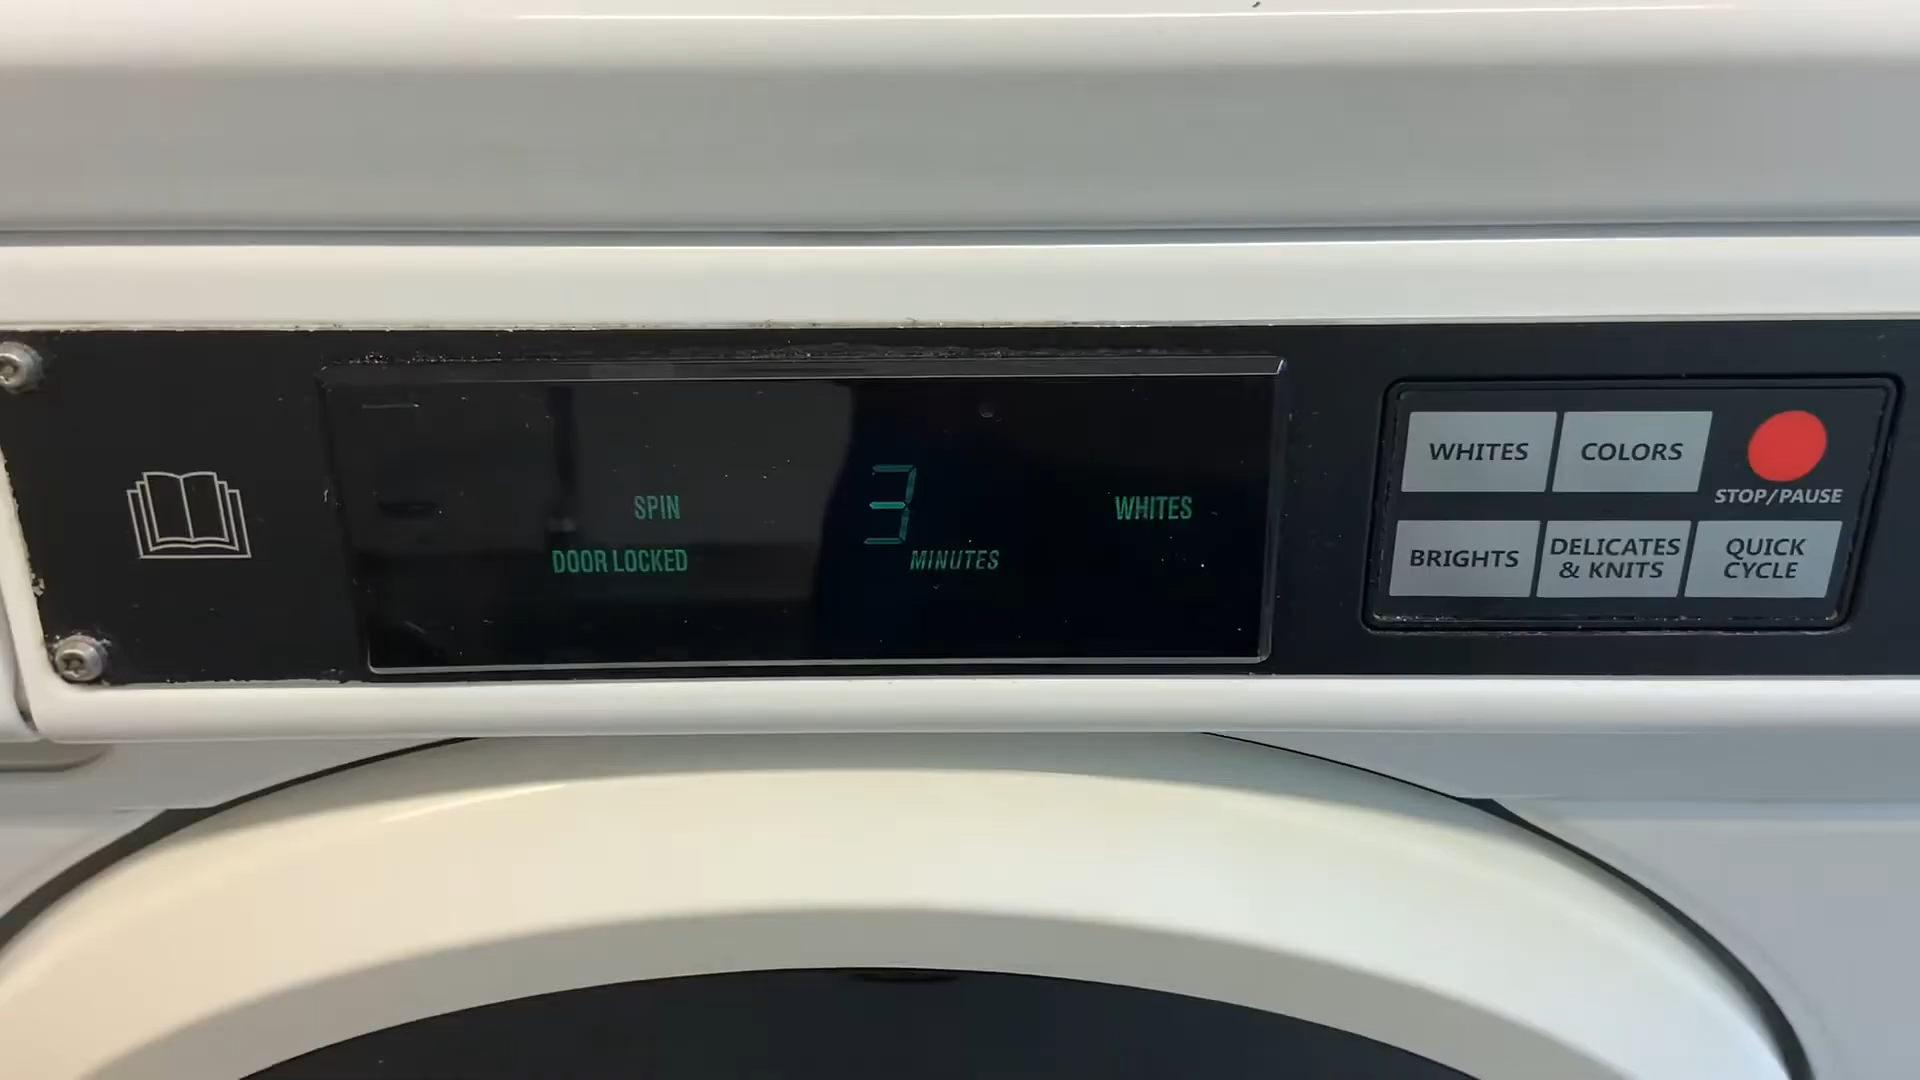 SPIN
DOOR LOCKED
3
MINUTES
WHITES
WHITES
COLORS
STOP/PAUSE
BRIGHTS
DELICATES
& KNITS
QUICK
CYCLE